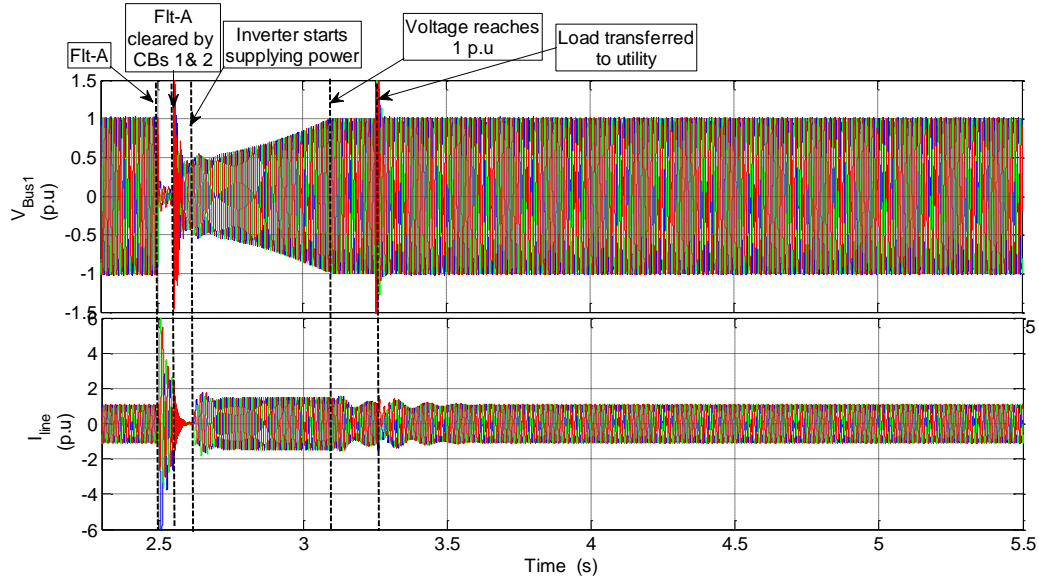 Flt-A
Flt-A
cleared by
CBs 1& 2
Inverter starts
supplying power
Voltage reaches
1 p.u
Load transferred
to utility
1.5
1
0.5
0
-0.5
-1
-1.5
V Bus1
(p.u)
6
4
2
0
-2
-4
-6
5
I line
(p.u)
2.5
3
3.5
4
4.5
5
5.5
Time (s)